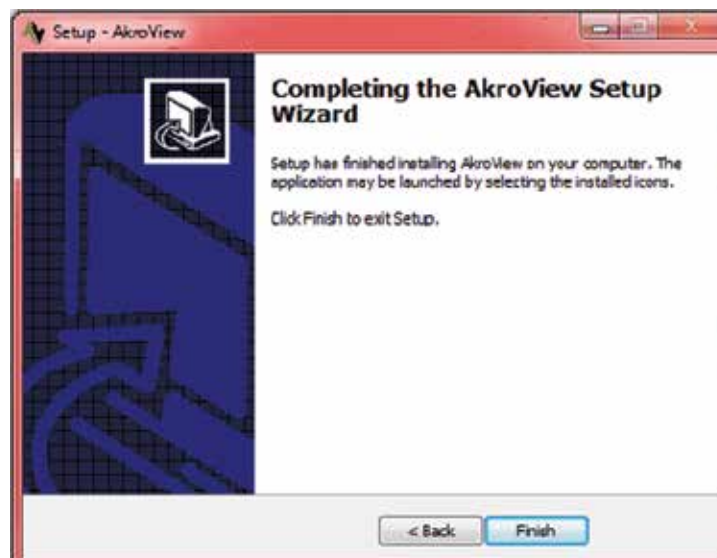 Setup - AkroView
Completing the AkroView Setup
Wizard
Setup has finished installing AkroView on your computer. The
application may be launched by selecting the installed icons.
Click Finish to exit Setup.
< Back
Finish